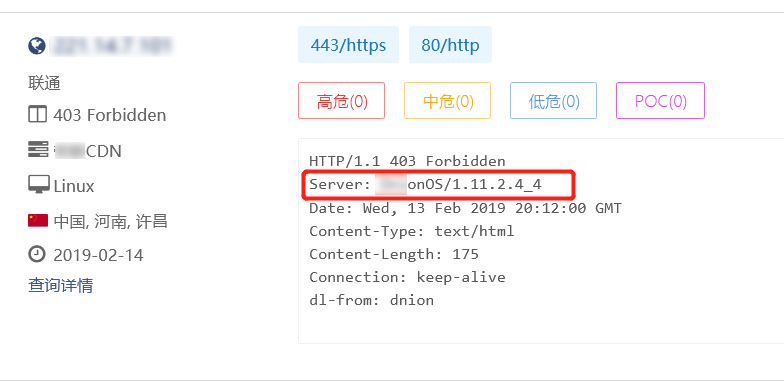 443/https 80/http
联通
高危(0) 中危(0) 低危(0) POC(0)
403 Forbidden
CDN
Linux
中国, 河南, 许昌
2019-02-14
查询详情
HTTP/1.1 403 Forbidden
Server: onOS/1.11.2.4_4
Date: Wed, 13 Feb 2019 20:12:00 GMT
Content-Type: text/html
Content-Length: 175
Connection: keep-alive
dl-from: dnion